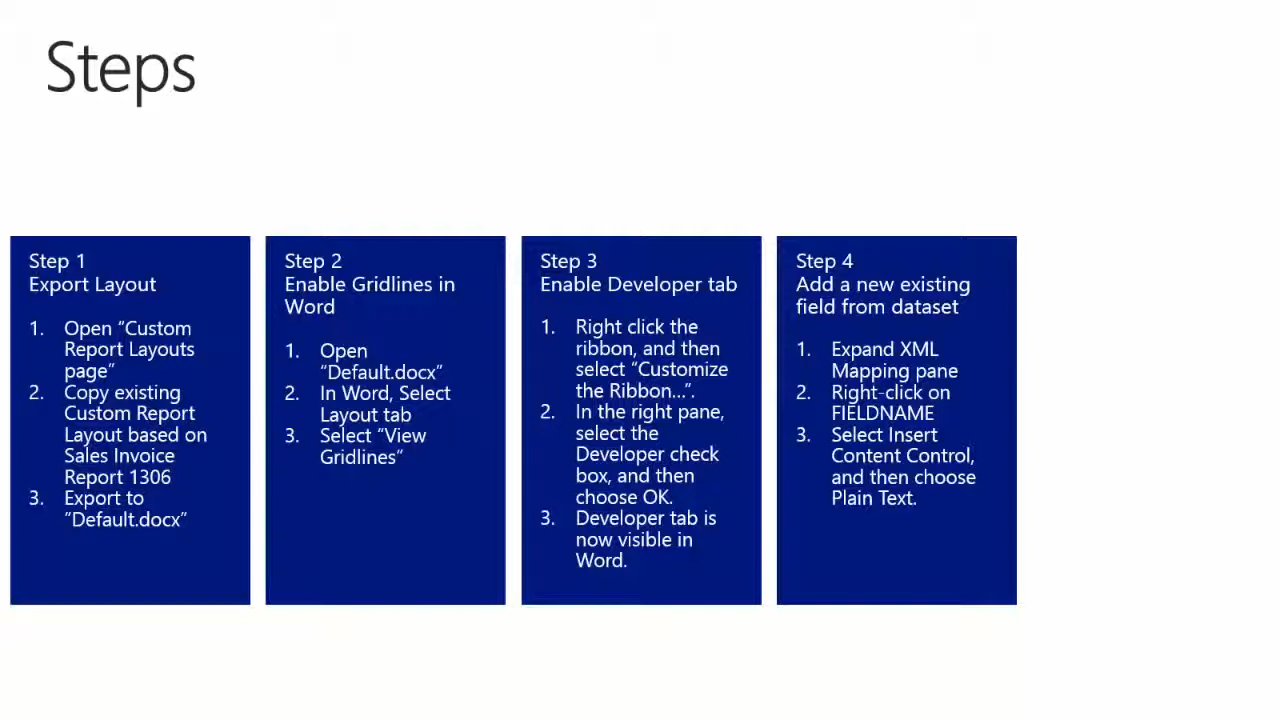 Steps
Step 1
Export Layout
1. Open “Custom
Report Layouts
page”
2. Copy existing
Custom Report
Layout based on
Sales Invoice
Report 1306
3. Export to
“Default.docx”
Step 2
Enable Gridlines in
Word
1. Open
“Default.docx”
2. In Word, Select
Layout tab
3. Select “View
Gridlines”
Step 3
Enable Developer tab
1. Right click the
ribbon, and then
select “Customize
the Ribbon...”.
2. In the right pane,
select the
Developer check
box, and then
choose OK.
3. Developer tab is
now visible in
Word.
Step 4
Add a new existing
field from dataset
1. Expand XML
Mapping pane
2. Right-click on
FIELDNAME
3. Select Insert
Content Control,
and then choose
Plain Text.